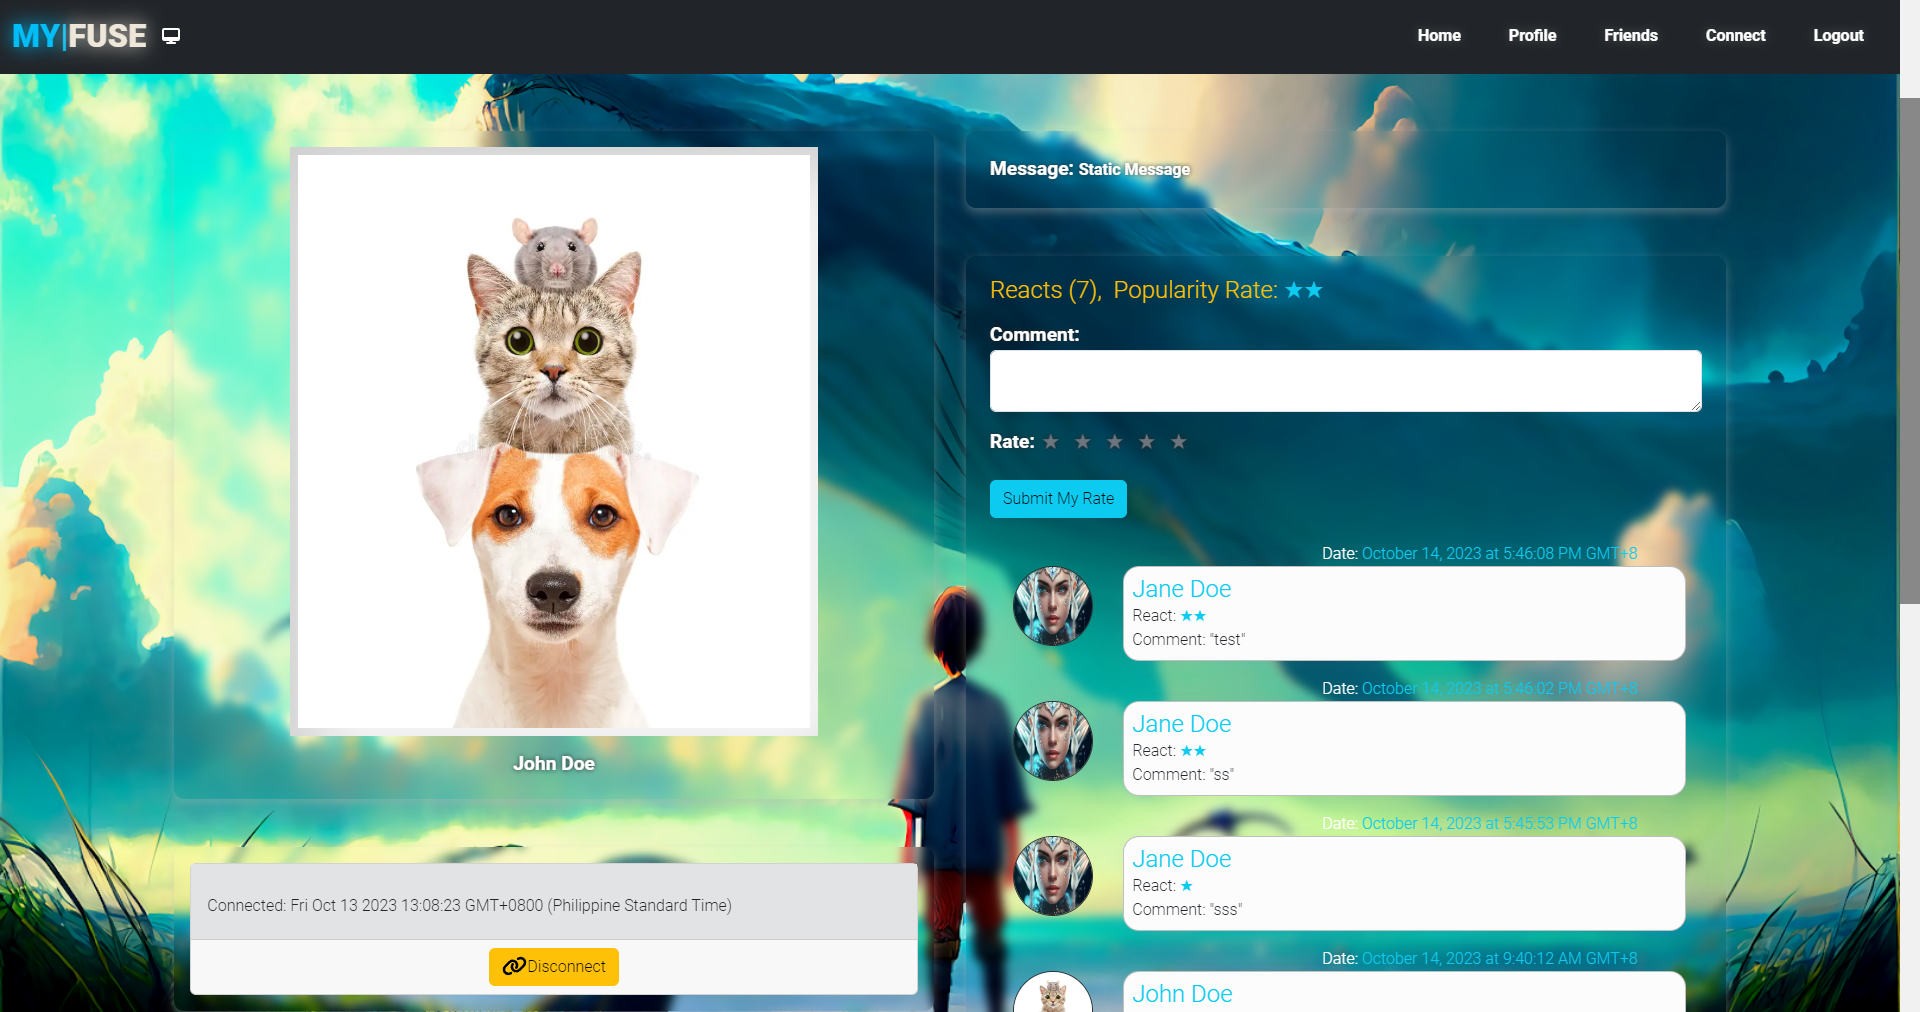 MY|FUSE
Home
Profile
Friends
Connect
Logout
John Doe
Connected: Fri Oct 13 2023 13:08:23 GMT+0800 (Philippine Standard Time)
Disconnect
Message: Static Message
Reacts (7), Popularity Rate: ★★
Comment:
Rate: ★ ★ ★ ★ ★
Submit My Rate
Date: October 14, 2023 at 5:46:08 PM GMT+8
Jane Doe
React: ★★
Comment: "test"
Date: October 14, 2023 at 5:46:02 PM GMT+8
Jane Doe
React: ★★
Comment: "ss"
Date: October 14, 2023 at 5:45:53 PM GMT+8
Jane Doe
React: ★
Comment: "sss"
Date: October 14, 2023 at 9:40:12 AM GMT+8
John Doe